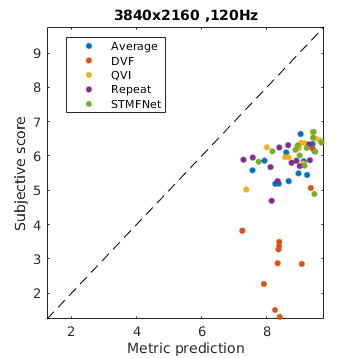 3840x2160 ,120Hz
Average
DVF
QVI
Repeat
STMFNet
Subjective score
9
8
7
6
5
4
3
2
2
4
6
8
Metric prediction